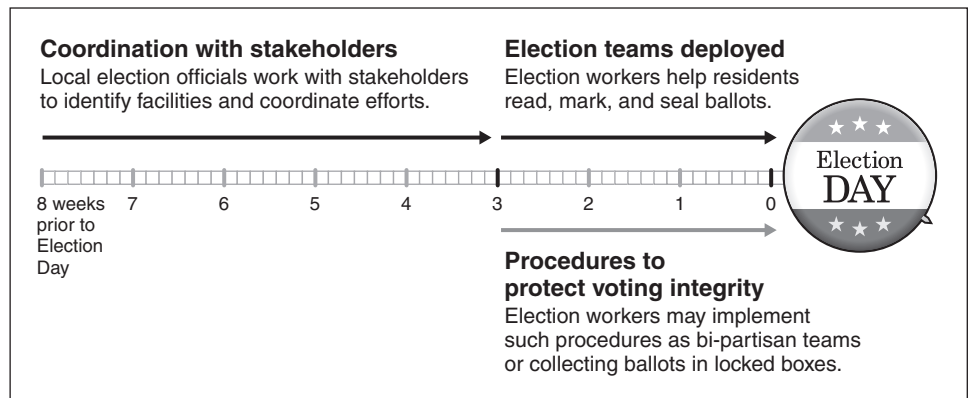 Coordination with stakeholders
Local election officials work with stakeholders
to identify facilities and coordinate efforts.
Election teams deployed
Election workers help residents
read, mark, and seal ballots.
Election
DAY
8 weeks
prior to
Election
Day
7
6
5
4
3
2
1
0
Procedures to
protect voting integrity
Election workers may implement
such procedures as bi-partisan teams
or collecting ballots in locked boxes.